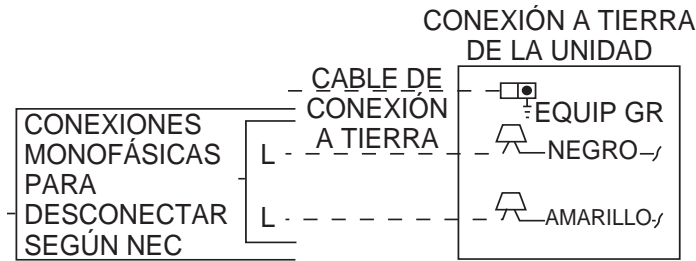 CONEXIÓN A TIERRA
DE LA UNIDAD
CABLE DE
CONEXIÓN
A TIERRA
EQUIP GR
CONEXIONES
MONOFÁSICAS
PARA
DESCONECTAR
SEGÚN NEC
L
NEGRO
L
AMARILLO